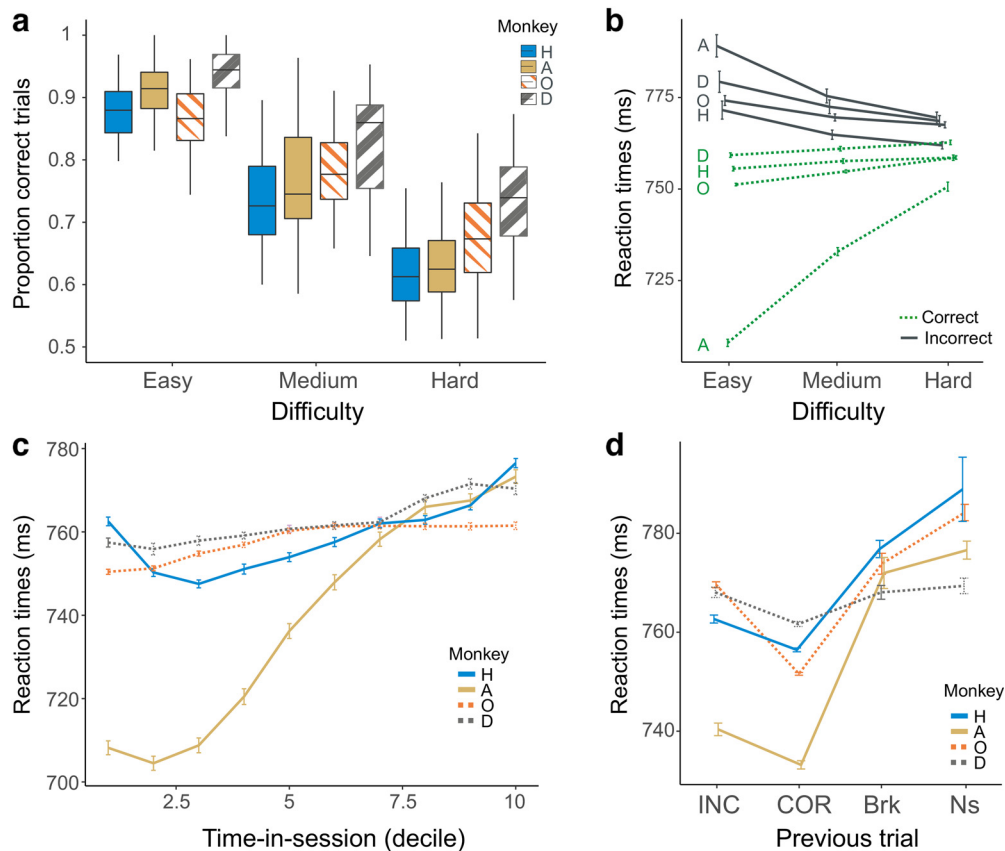 a
Proportion correct trials
1
0.9
0.8
0.7
0.6
0.5
Monkey
H
A
O
D
Easy Medium Hard
Difficulty
b
Reaction times (ms)
775
750
725
A
D
O
H
D
H
O
A
Correct
Incorrect
Easy Medium Hard
Difficulty
c
Reaction times (ms)
780
760
740
720
700
Monkey
H
A
O
D
2.5 5 7.5 10
Time-in-session (decile)
d
Reaction times (ms)
780
760
740
Monkey
H
A
O
D
INC COR Brk Ns
Previous trial